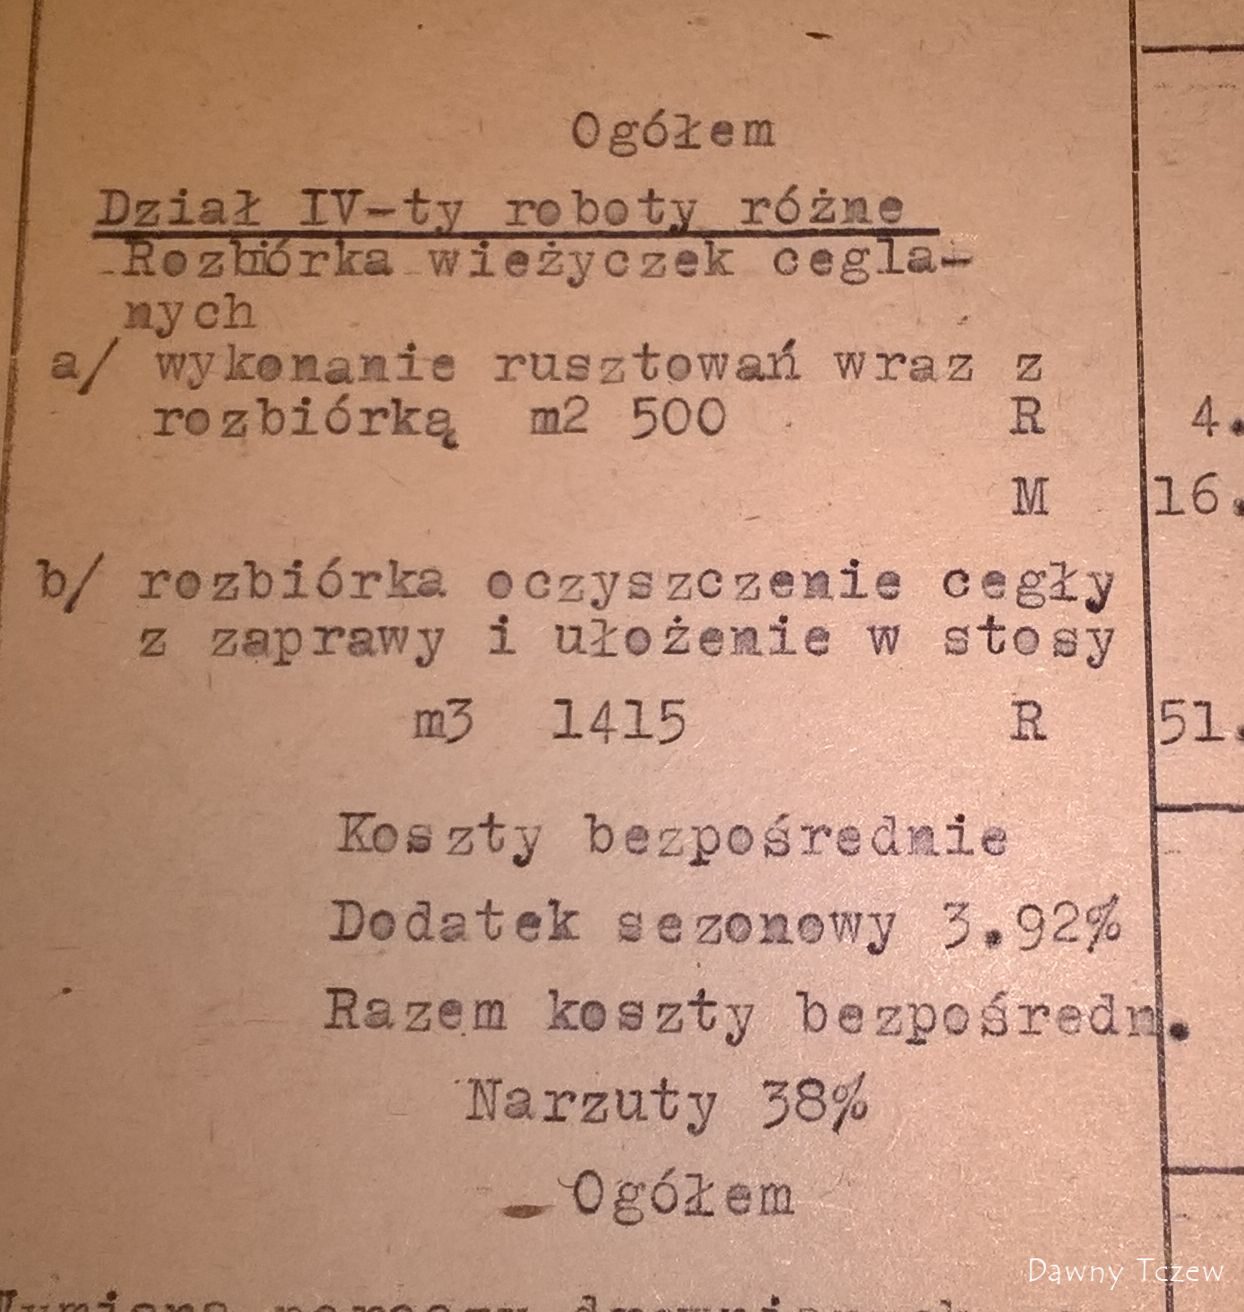 Ogółem
Dział IV-ty roboty różne
Rozbiórka wieżyczek cegla-
nych
a/ wykonanie rusztowań wraz z
rozbiórką m2 500 R 4.
M 16.
b/ rozbiórka oczyszczenie cegły
z zaprawy i ułożenie w stosy
m3 1415 R 51.
Koszty bezpośrednie
Dodatek sezonowy 3.92%
Razem koszty bezpośredn.
Narzuty 38%
Ogółem
Dawny Tczew